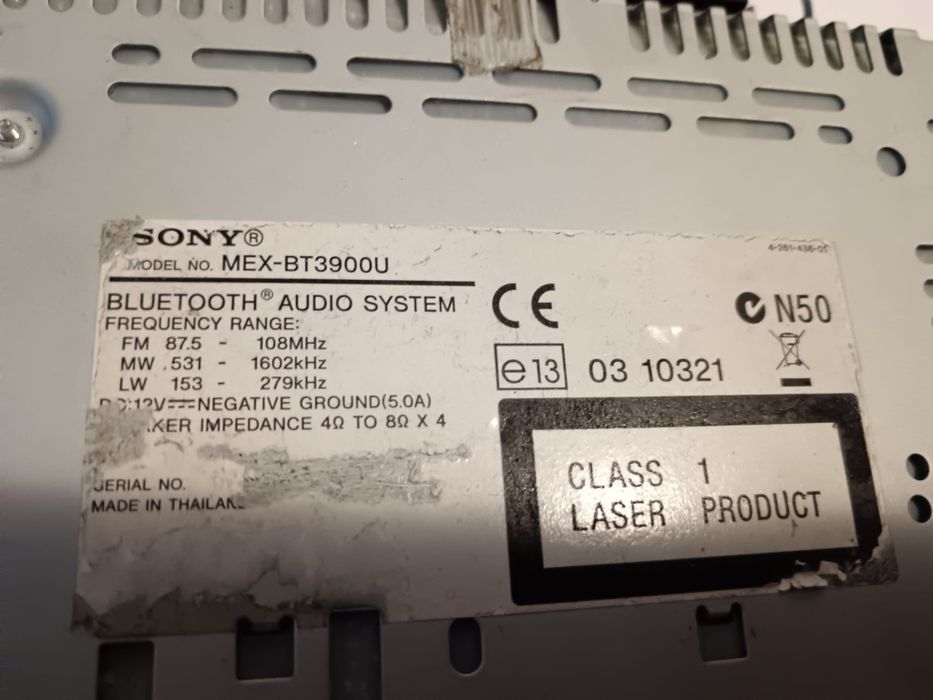 SONY®
MODEL NO. MEX-BT3900U
4-261-436-01
BLUETOOTH® AUDIO SYSTEM
FREQUENCY RANGE:
FM 87.5 - 108MHz
MW 531 - 1602kHz
LW 153 - 279kHz
DC:12V NEGATIVE GROUND(5.0A)
IMPEDANCE 4Ω TO 8Ω X 4
SERIAL NO.
MADE IN THAILAN
CE
N50
e13 03 10321
CLASS 1
LASER PRODUCT